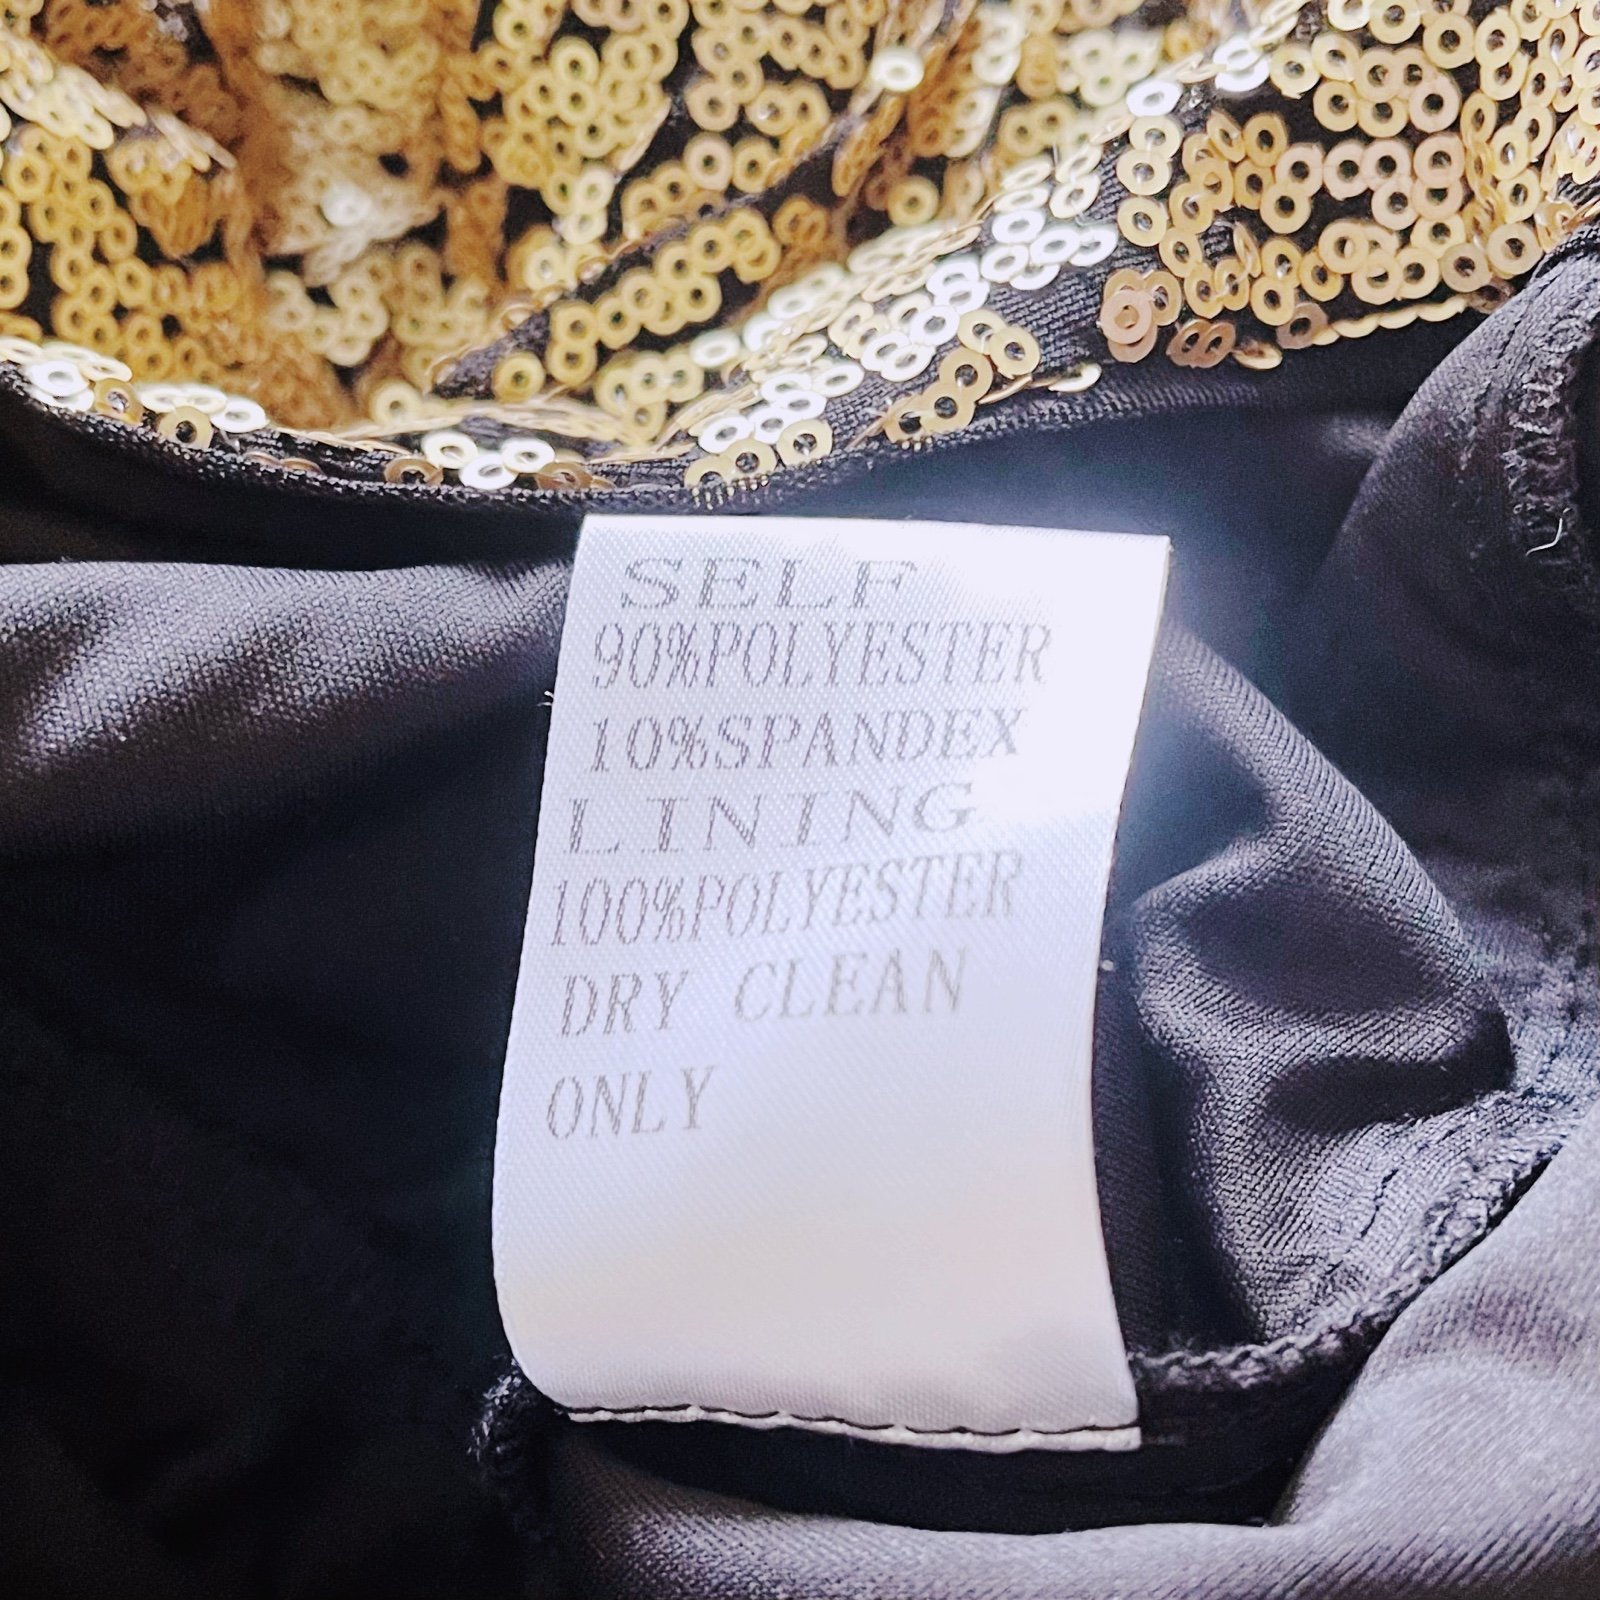 SELF
90%POLYESTER
10%SPANDEX
LINING
100%POLYESTER
DRY CLEAN
ONLY